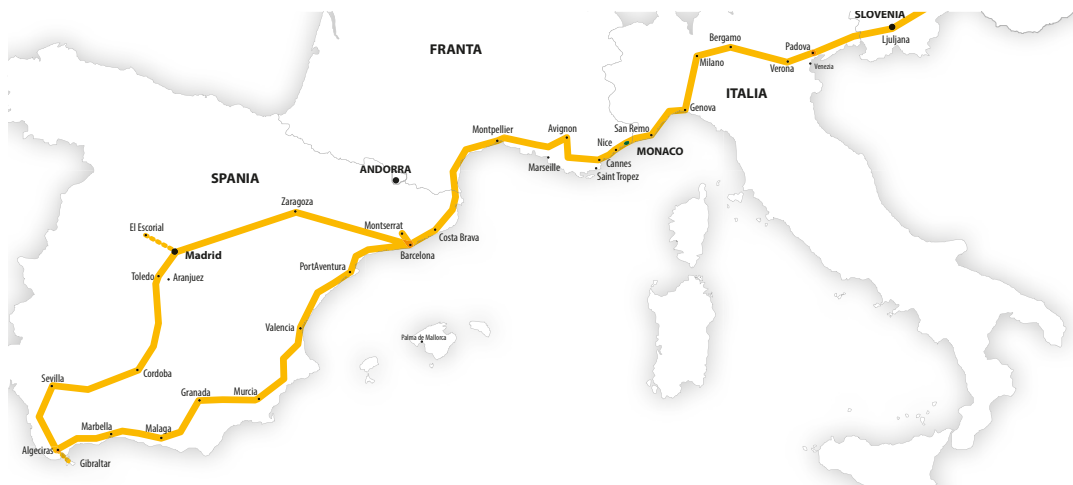 SLOVENIA
Ljuljana
Bergamo
Padova
Milano
Verona
Venezia
FRANTA
ITALIA
Genova
Montpellier
Avignon
San Remo
Nice
MONACO
Marseille
Cannes
Saint Tropez
ANDORRA
SPANIA
Zaragoza
El Escorial
Montserrat
Costa Brava
Madrid
Barcelona
Toledo
Aranjuez
PortAventura
Valencia
Palma de Mallorca
Sevilla
Cordoba
Granada
Murcia
Marbella
Malaga
Algeciras
Gibraltar